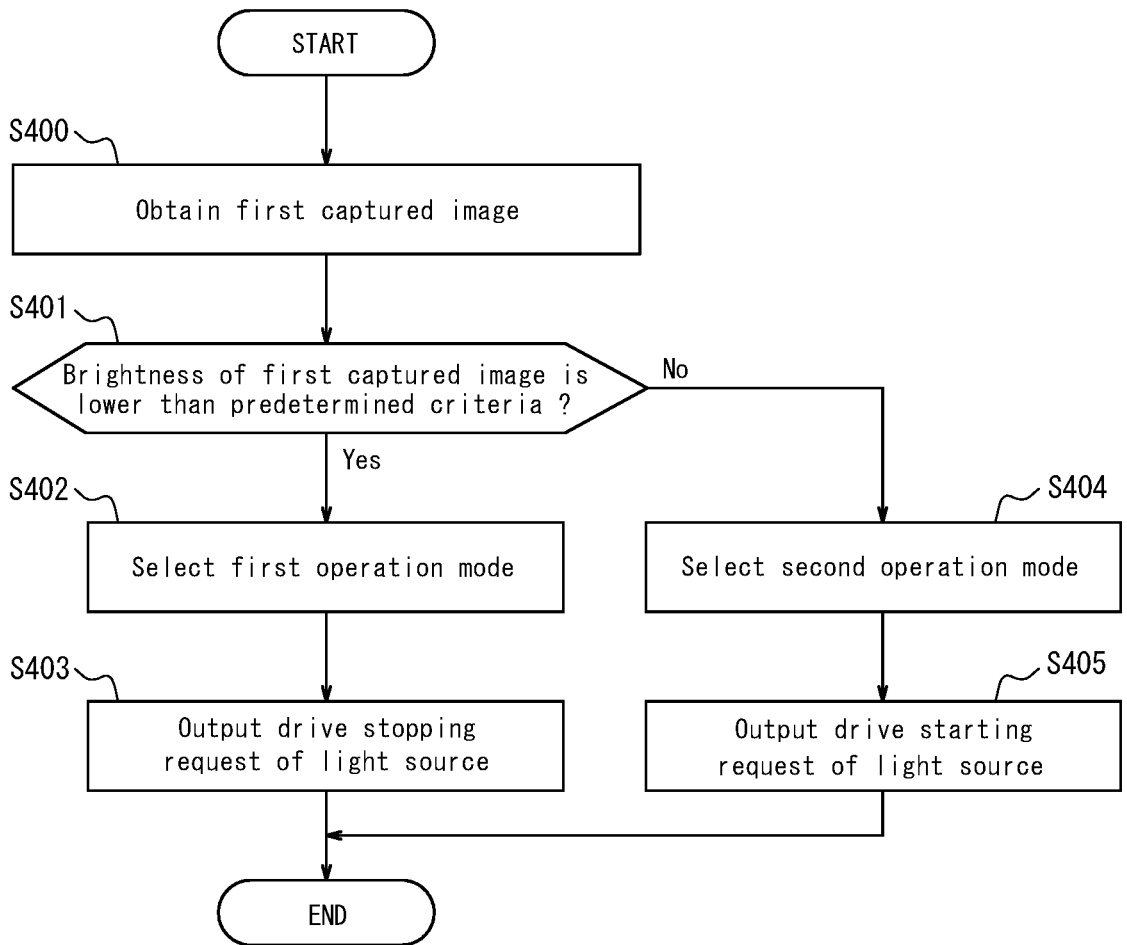 START
S400
Obtain first captured image
S401
Brightness of first captured image is
lower than predetermined criteria ?
No
Yes
S402
Select first operation mode
S404
Select second operation mode
S403
Output drive stopping
request of light source
S405
Output drive starting
request of light source
END